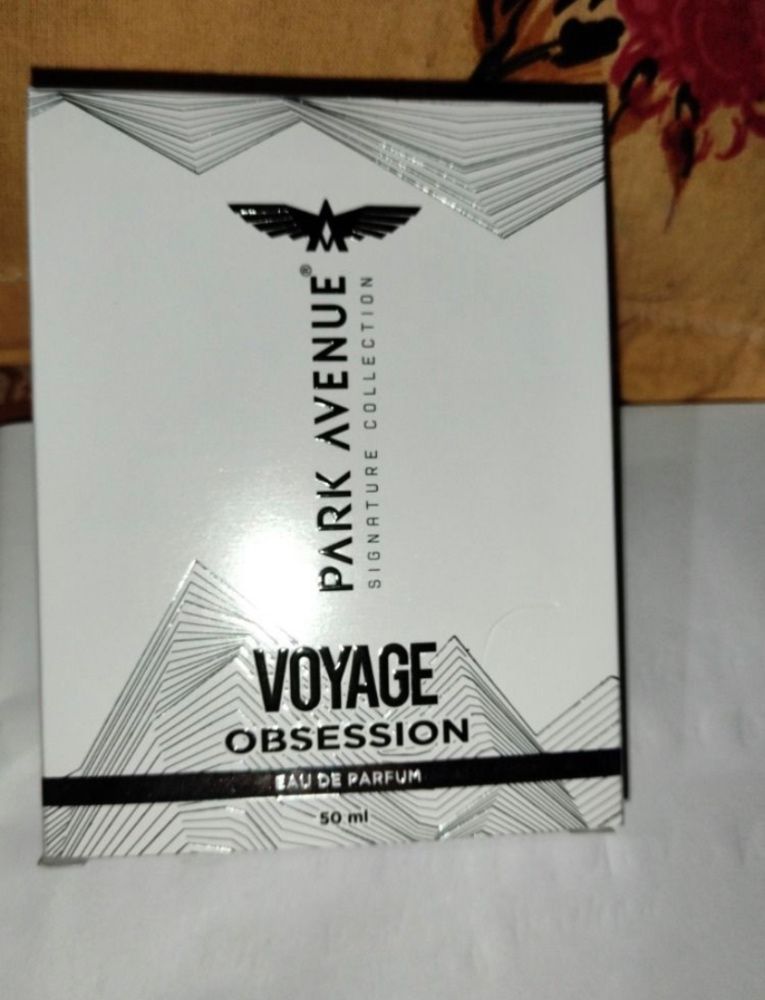 PARK AVENUE®
SIGNATURE COLLECTION
VOYAGE
OBSESSION
EAU DE PARFUM
50 ml